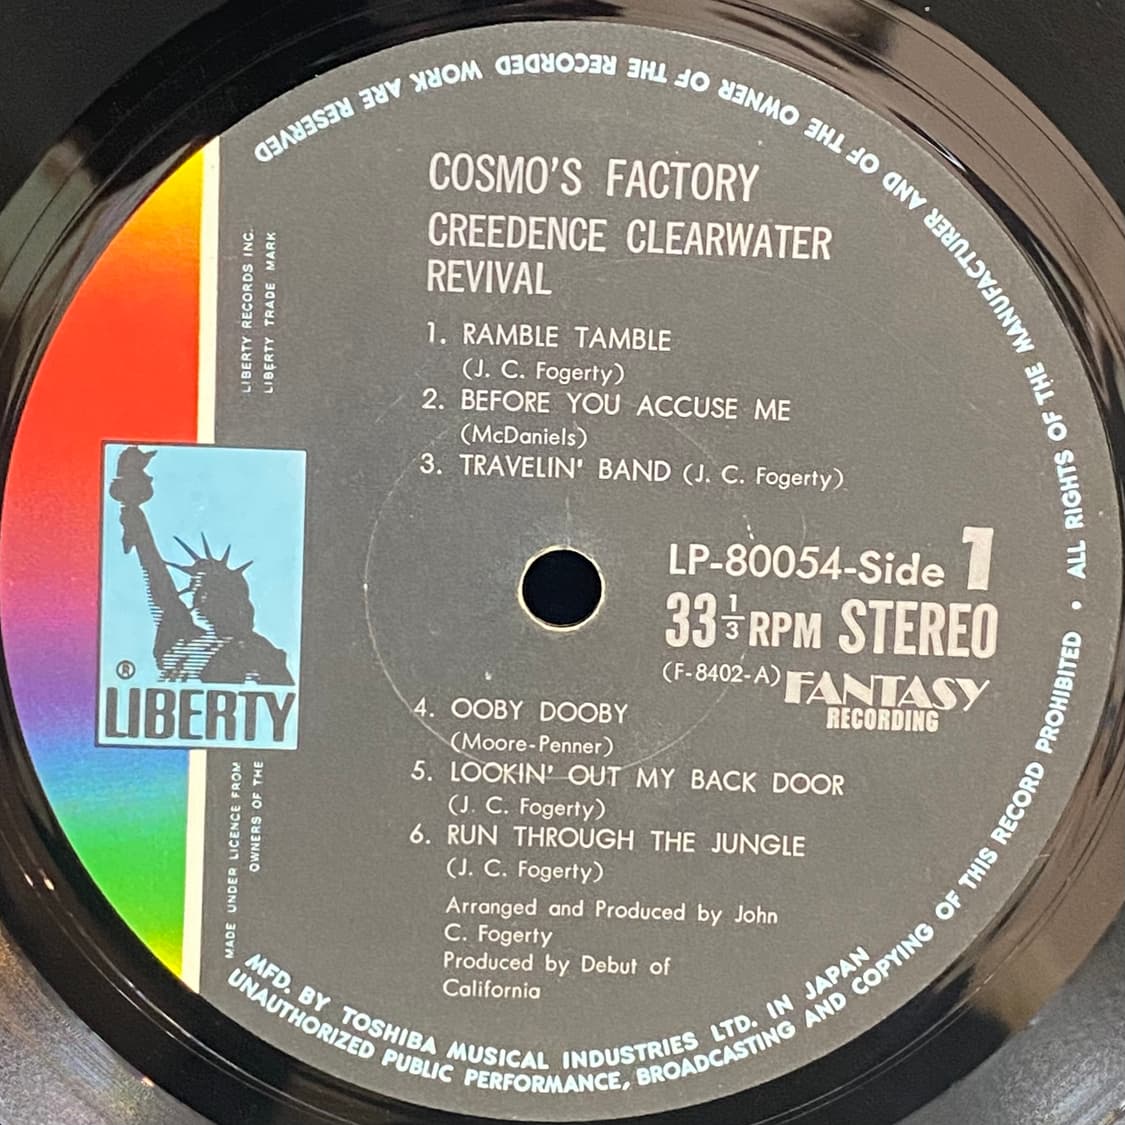 COSMO'S FACTORY
CREEDENCE CLEARWATER
REVIVAL
1. RAMBLE TAMBLE
(J. C. Fogerty)
2. BEFORE YOU ACCUSE ME
(McDaniels)
3. TRAVELIN' BAND (J. C. Fogerty)
LP-80054-Side 1
33 1/3 RPM STEREO
(F-8402-A) FANTASY
RECORDING
4. OOBY DOOBY
(Moore-Penner)
5. LOOKIN' OUT MY BACK DOOR
(J. C. Fogerty)
6. RUN THROUGH THE JUNGLE
(J. C. Fogerty)
Arranged and Produced by John
C. Fogerty
Produced by Debut of
California
LIBERTY RECORDS INC.
LIBERTY TRADE MARK
®
LIBERTY
MADE UNDER LICENCE FROM
OWNERS OF THE
MFD. BY TOSHIBA MUSICAL INDUSTRIES LTD. IN JAPAN
UNAUTHORIZED PUBLIC PERFORMANCE, BROADCASTING AND COPYING OF THIS RECORD PROHIBITED • ALL RIGHTS OF THE MANUFACTURER AND OF THE OWNER OF THE RECORDED WORK ARE RESERVED